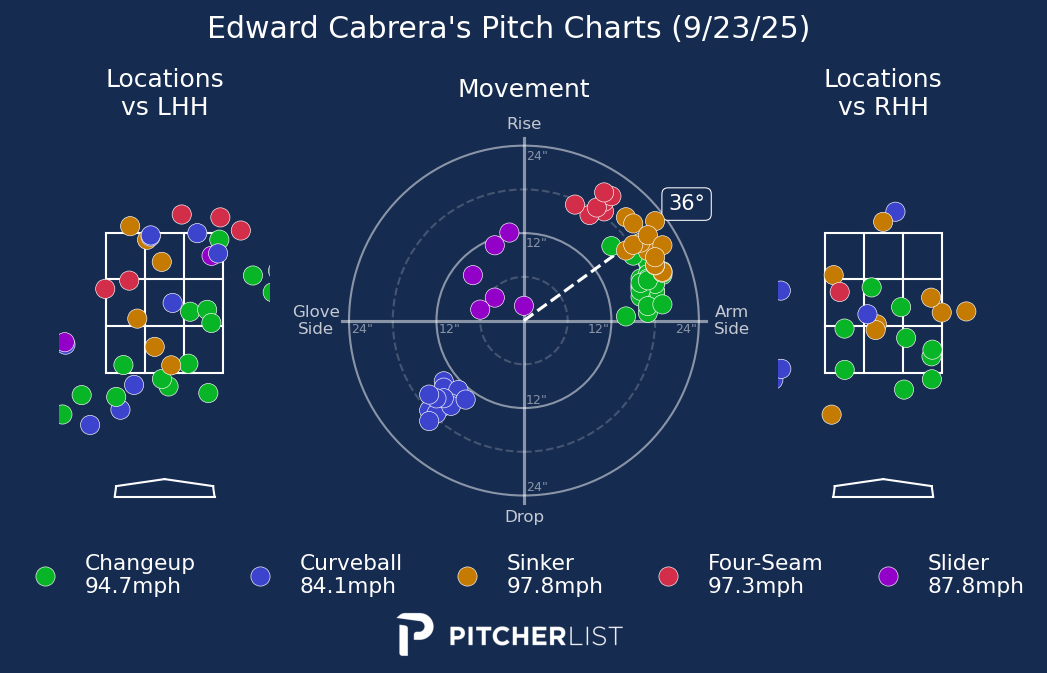 Edward Cabrera's Pitch Charts (9/23/25)
Locations
vs LHH
Movement
Locations
vs RHH
Rise
24"
36°
12"
Glove
Side
24"
12"
12"
24"
Arm
Side
12"
24"
Drop
Changeup
94.7mph
Curveball
84.1mph
Sinker
97.8mph
Four-Seam
97.3mph
Slider
87.8mph
PITCHERLIST